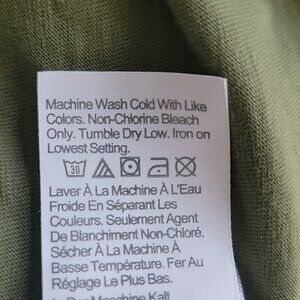 Machine Wash Cold With Like
Colors. Non-Chlorine Bleach
Only. Tumble Dry Low. Iron on
Lowest Setting.
30
Laver À La Machine À L'Eau
Froide En Séparant Les
Couleurs. Seulement Agent
De Blanchiment Non-Chloré.
Sécher À La Machine À
Basse Température. Fer Au
Réglage Le Plus Bas.